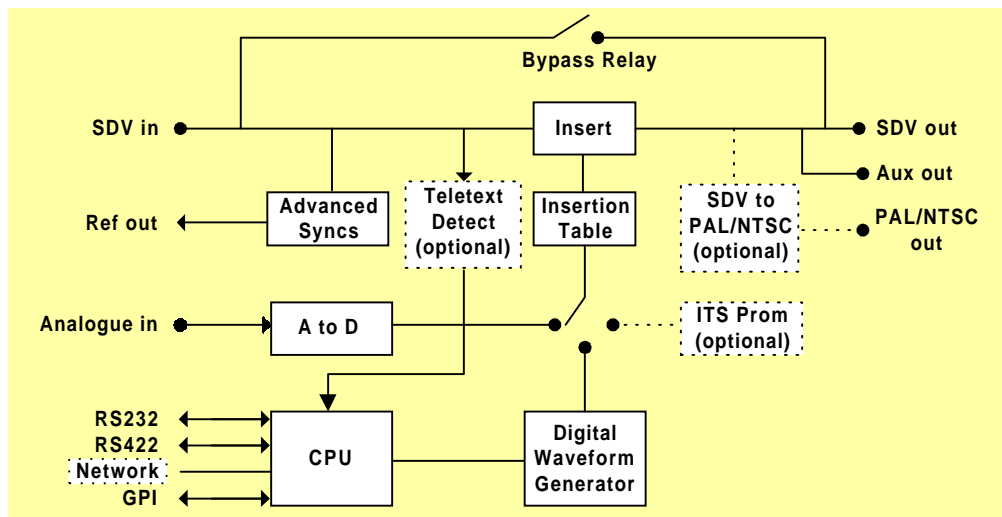 Bypass Relay
SDV in
Insert
SDV out
Aux out
Ref out
Advanced
Syncs
Teletext
Detect
(optional)
Insertion
Table
SDV to
PAL/NTSC
(optional)
PAL/NTSC
out
Analogue in
A to D
ITS Prom
(optional)
RS232
RS422
Network
GPI
CPU
Digital
Waveform
Generator